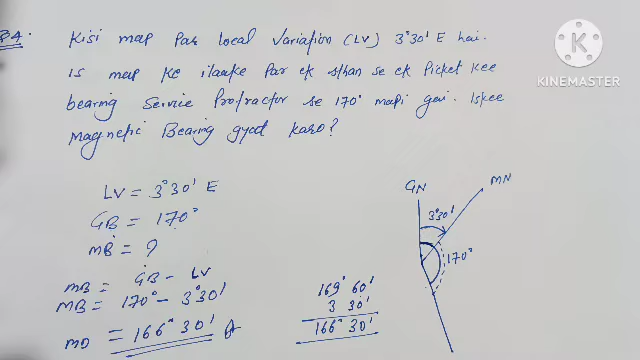 Q4. Kisi map par local Variation (LV) 3°30' E hai.
Is map Ke ilaake Par ek sthan se ek Picket Kee
bearing Service Protractor se 170° mapi gai. Iskee
Magnetic Bearing gyat Karo?
KINEMASTER
LV = 3°30' E
GB = 170°
MB = ?
MB = GB - LV
MB = 170° - 3°30'
= 166° 30'
169° 60'
3 30'
166° 30'
GN
MN
3°30'
170°